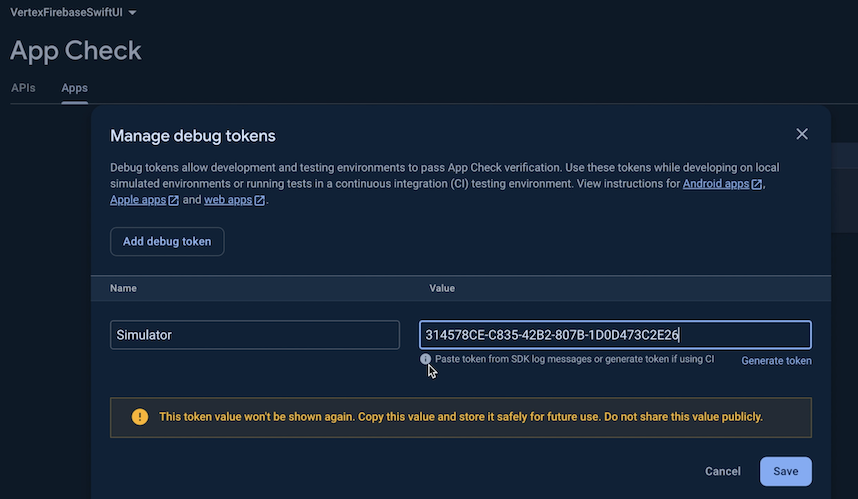 VertexFirebaseSwiftUI
App Check
APIs Apps
Manage debug tokens
Debug tokens allow development and testing environments to pass App Check verification. Use these tokens while developing on local
simulated environments or running tests in a continuous integration (CI) testing environment. View instructions for Android apps,
Apple apps and web apps.
Add debug token
Name Value
Simulator 314578CE-C835-42B2-807B-1D0D473C2E26
Paste token from SDK log messages or generate token if using CI Generate token
This token value won't be shown again. Copy this value and store it safely for future use. Do not share this value publicly.
Cancel Save